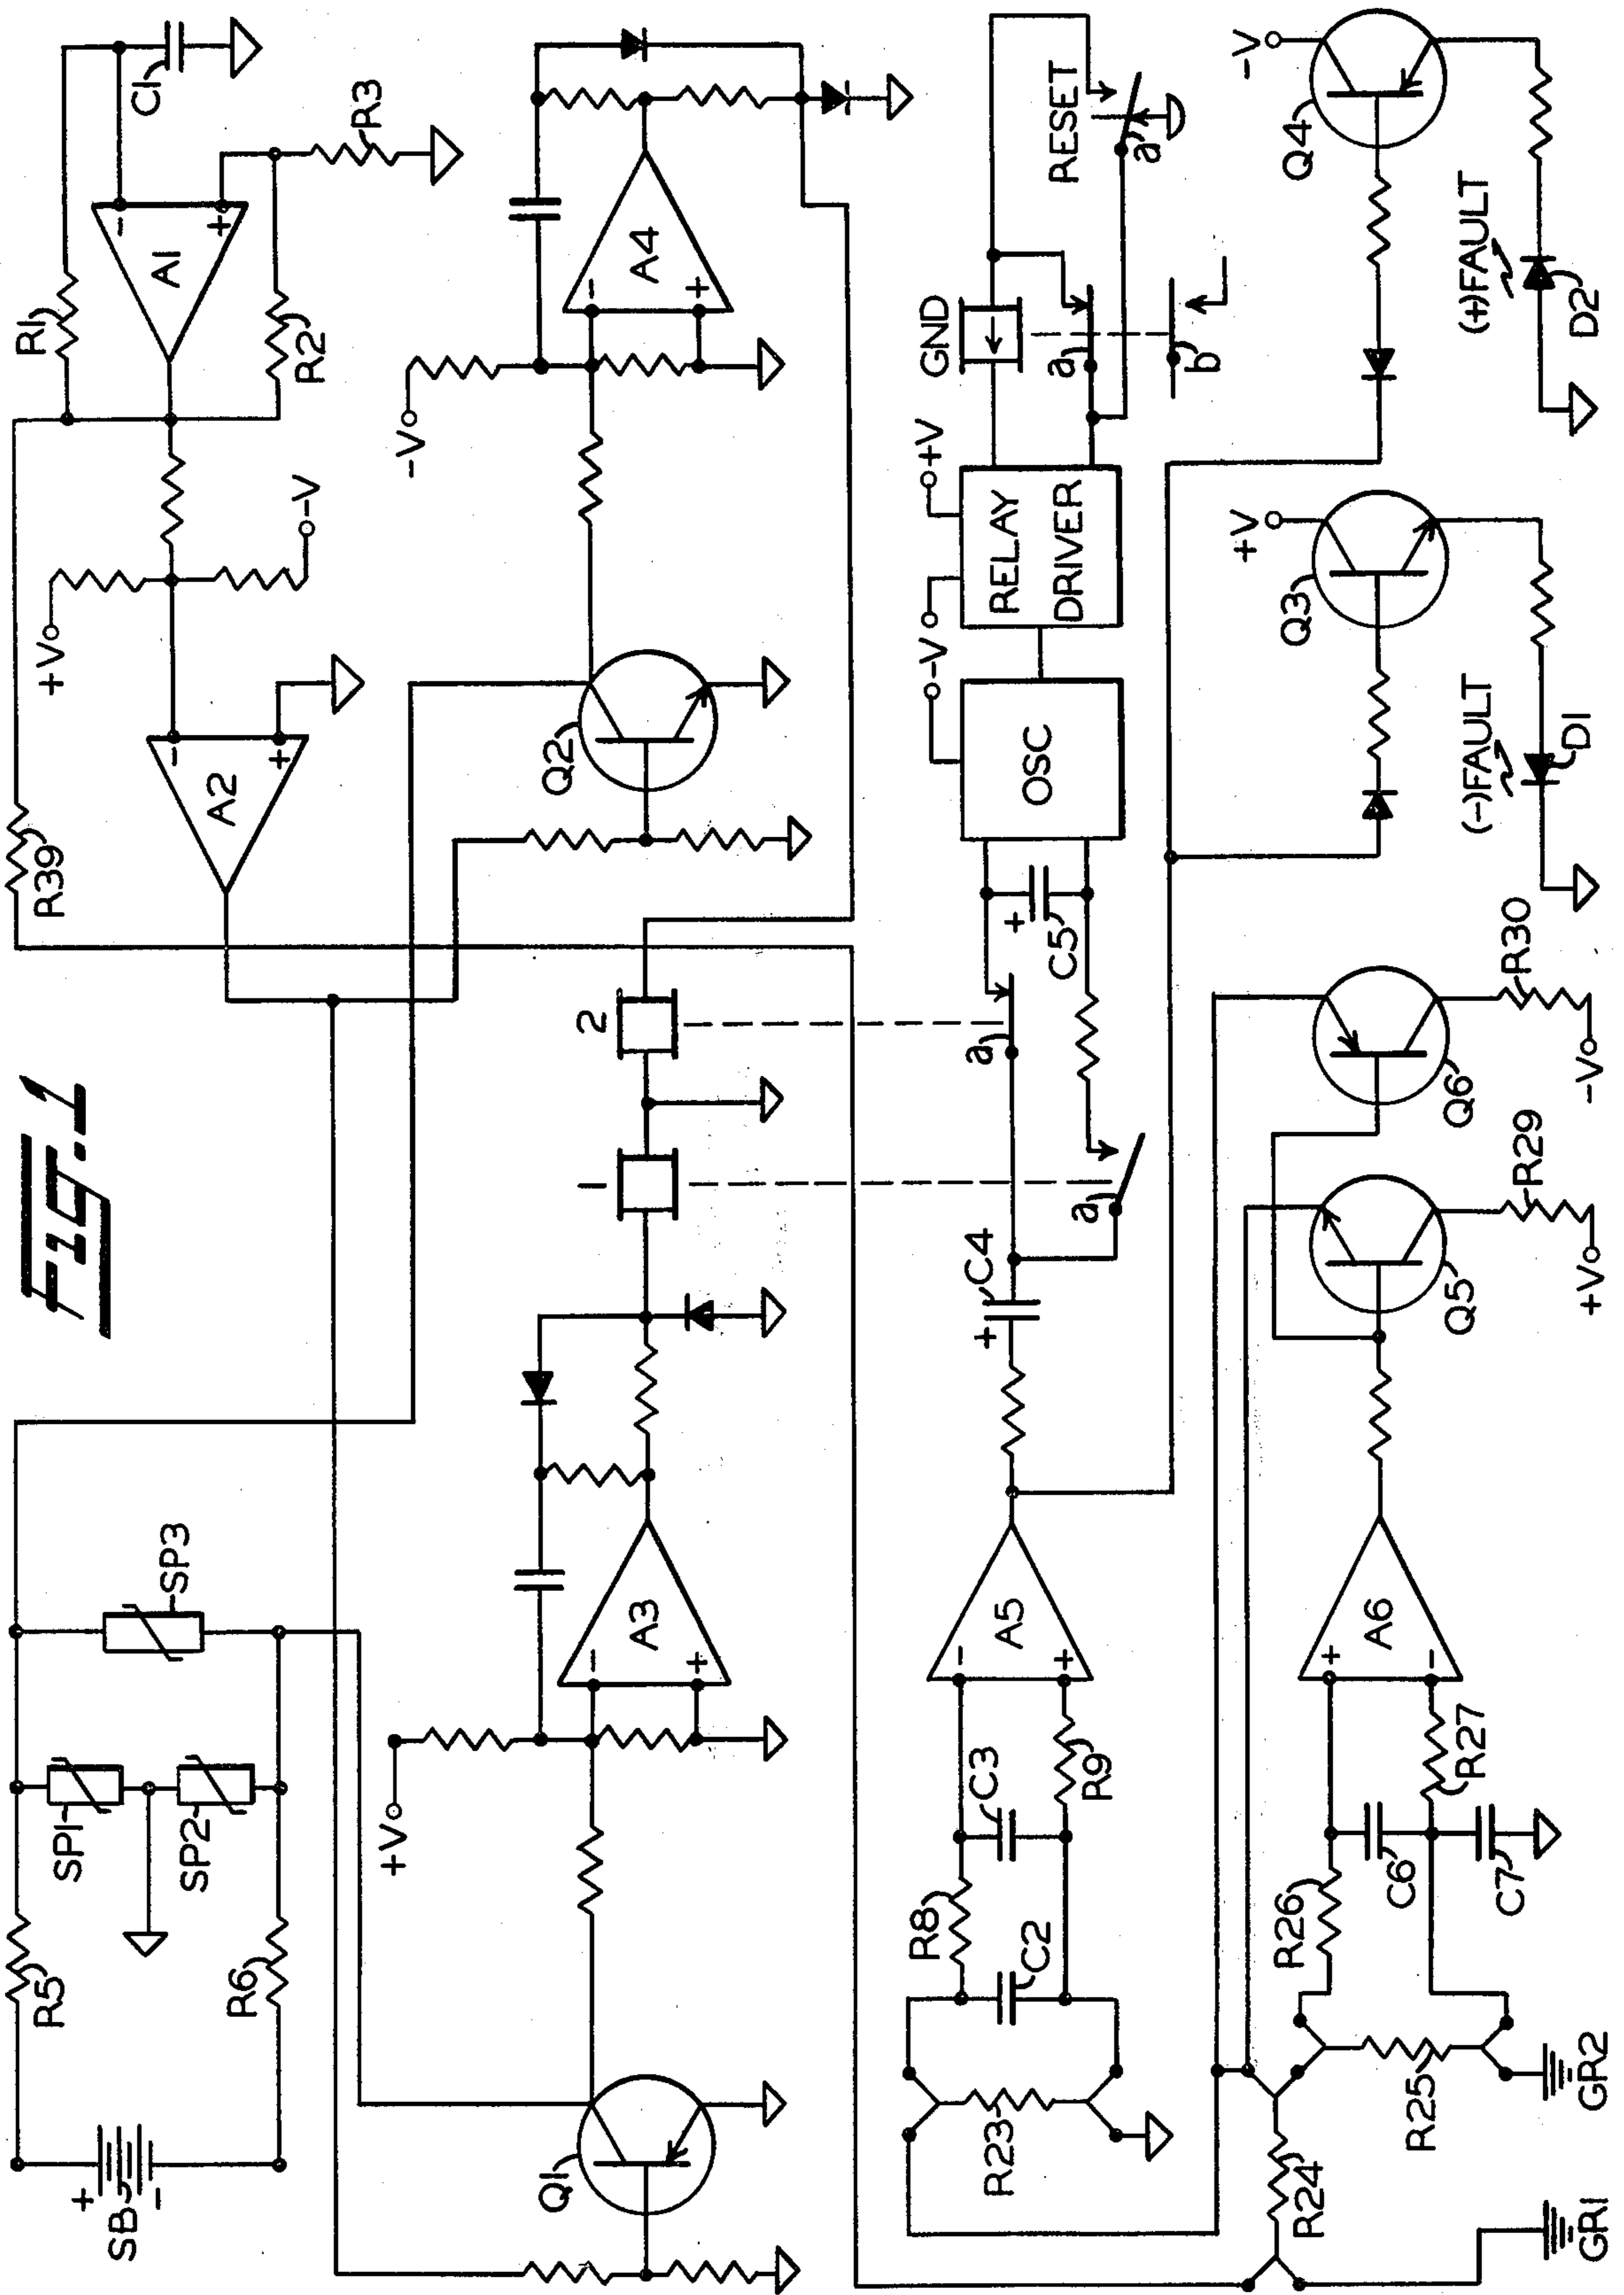 FIG. 1
SB
+
-
R5
R6
SP1
SP2
SP3
R39
+V
-V
A2
-
+
R1
R2
A1
-
+
C1
R3
Q1
+V
A3
-
+
1
2
Q2
-V
A4
-
+
R23
C2
R8
C3
R9
A5
-
+
C4
+
a
a
C5
+
OSC
-V
RELAY
DRIVER
+V
GND
a
b
RESET
a
GR1
R24
R25
GR2
R26
C6
C7
R27
A6
+
-
Q5
R29
+V
Q6
R30
-V
(-)FAULT
D1
Q3
+V
(+)FAULT
D2
Q4
-V